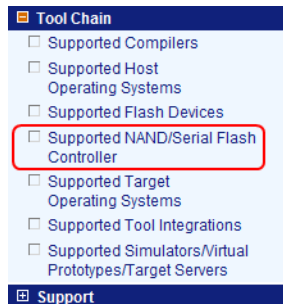 Tool Chain
Supported Compilers
Supported Host
Operating Systems
Supported Flash Devices
Supported NAND/Serial Flash
Controller
Supported Target
Operating Systems
Supported Tool Integrations
Supported Simulators/Virtual
Prototypes/Target Servers
Support